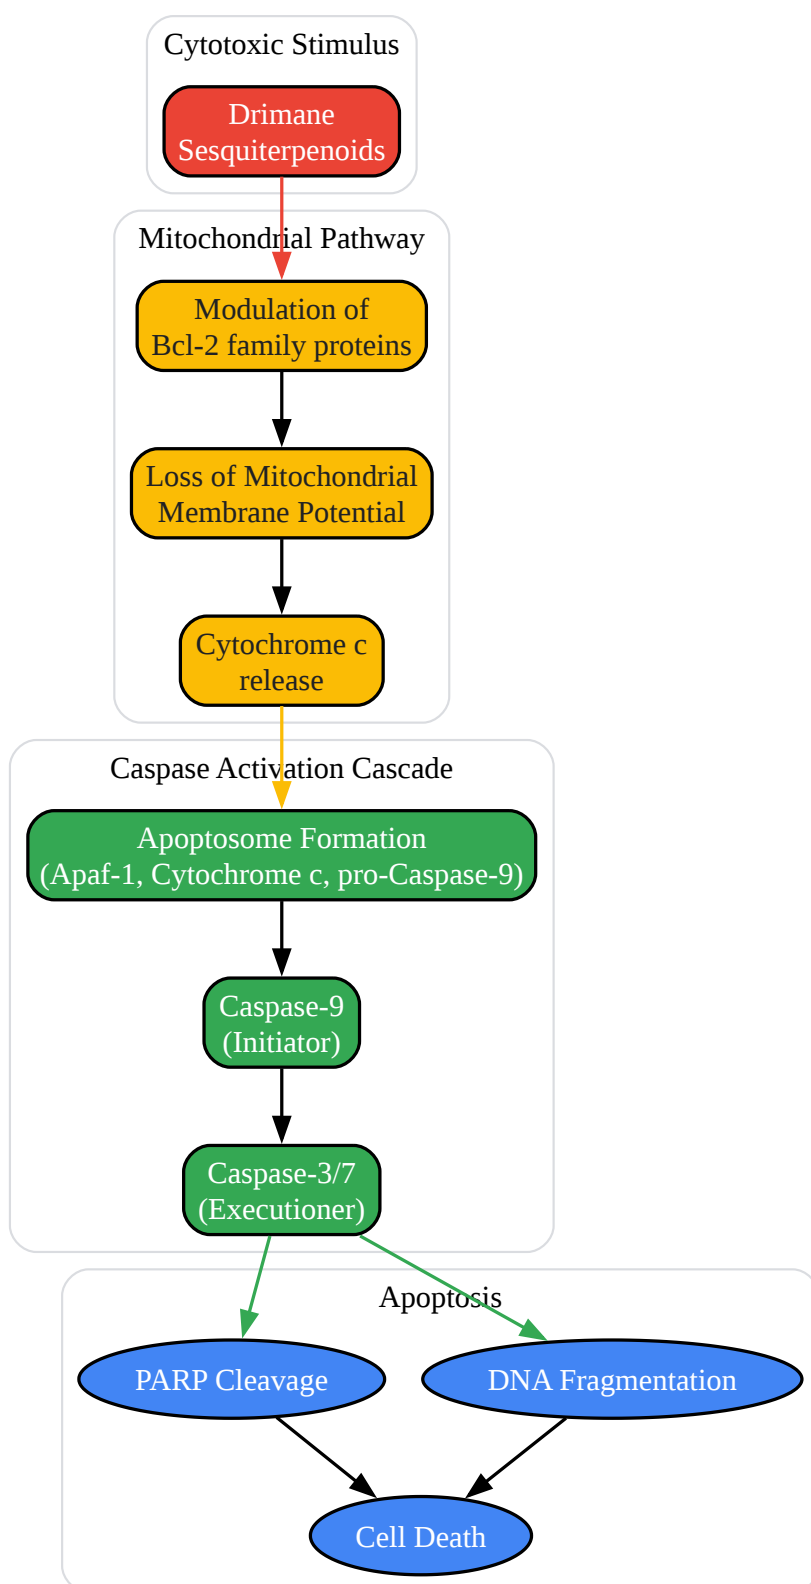 Cytotoxic Stimulus
Drimane
Sesquiterpenoids
Mitochondrial Pathway
Modulation of
Bcl-2 family proteins
Loss of Mitochondrial
Membrane Potential
Cytochrome c
release
Caspase Activation Cascade
Apoptosome Formation
(Apaf-1, Cytochrome c, pro-Caspase-9)
Caspase-9
(Initiator)
Caspase-3/7
(Executioner)
Apoptosis
PARP Cleavage
DNA Fragmentation
Cell Death